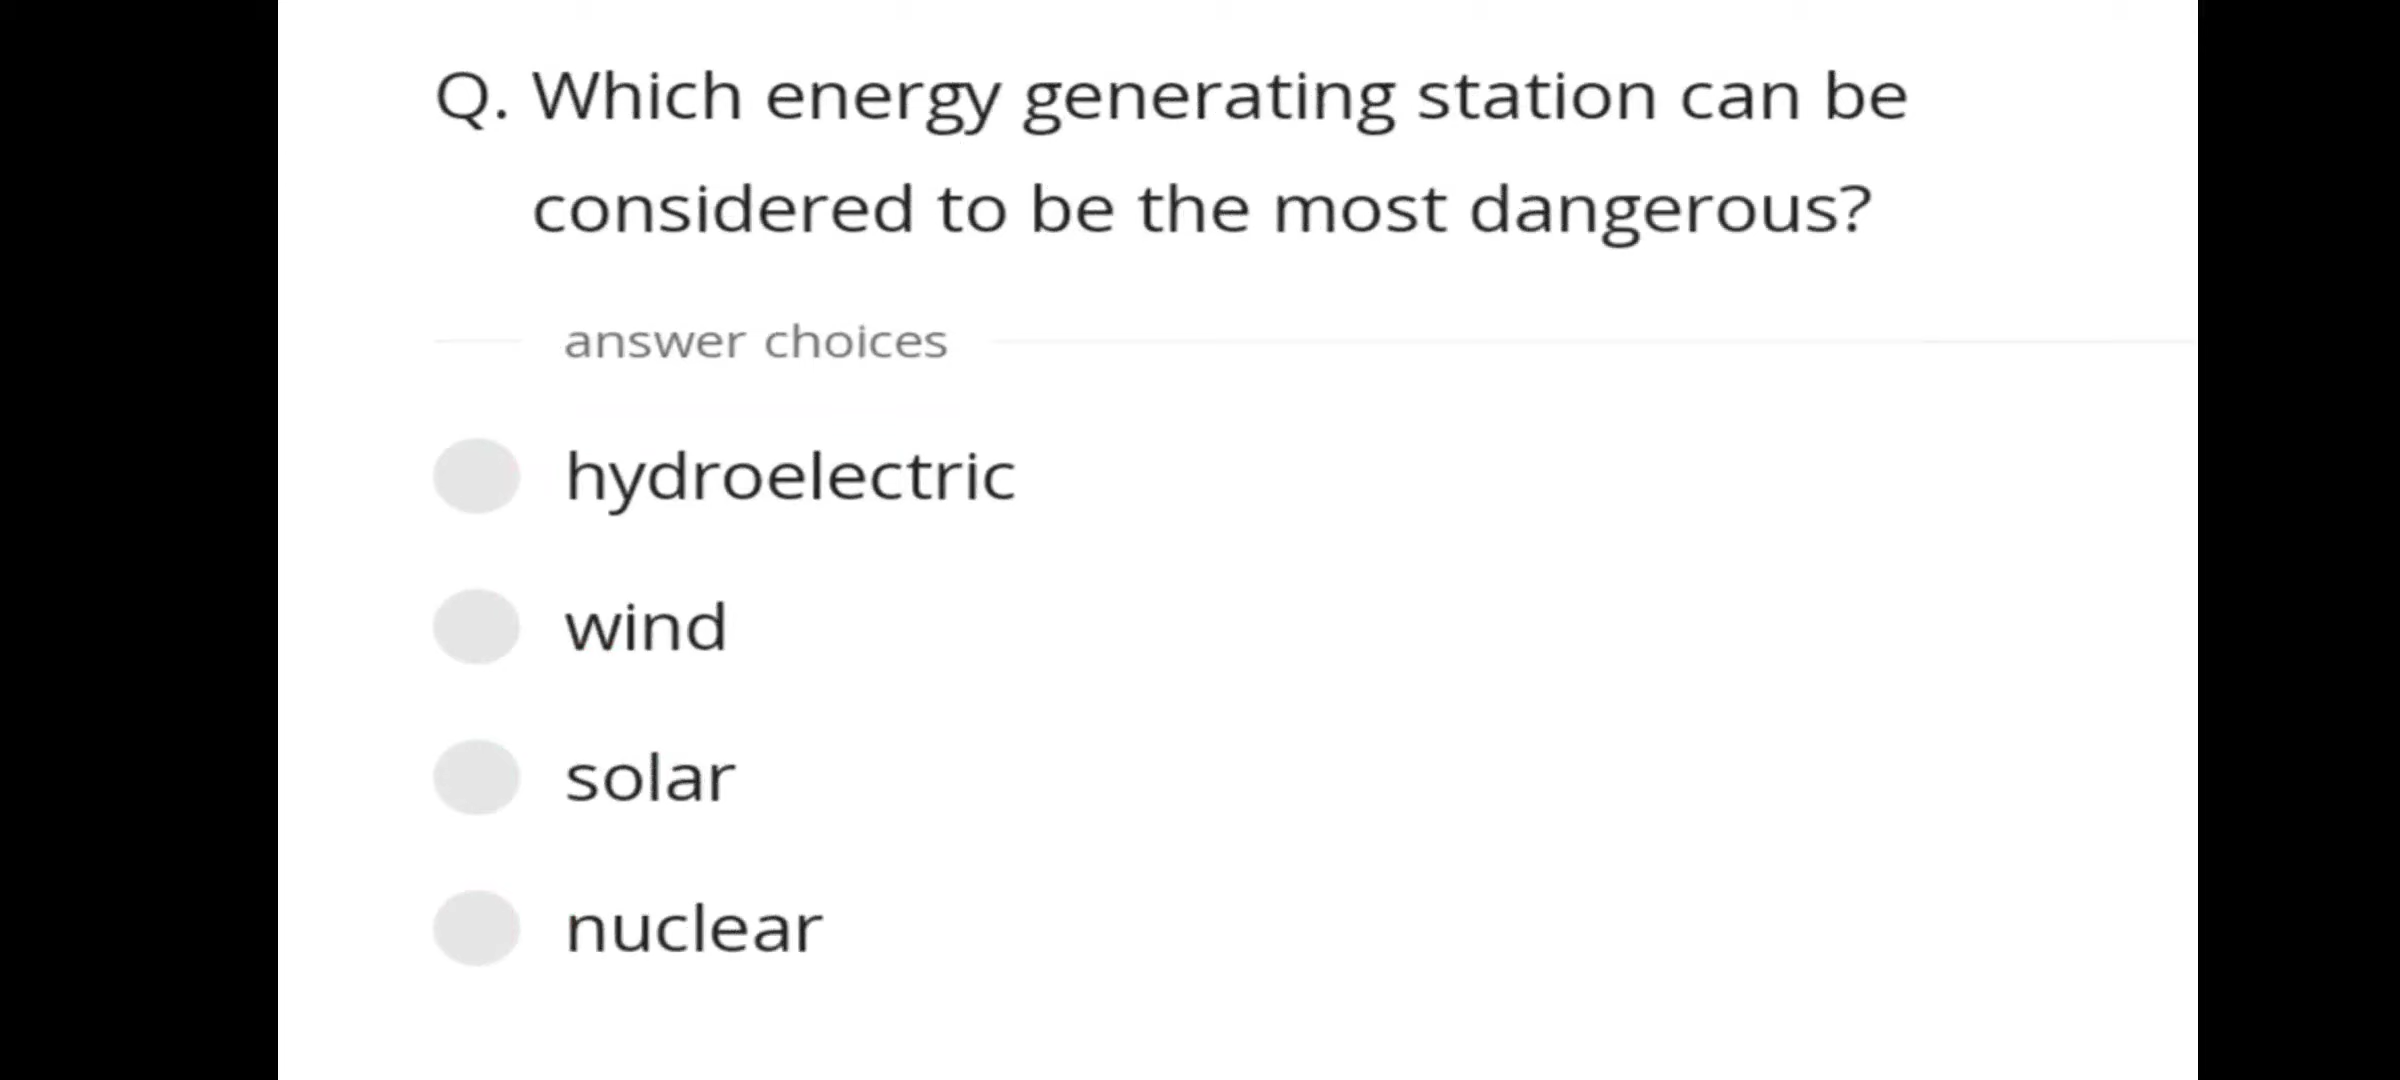 Q. Which energy generating station can be
considered to be the most dangerous?
answer choices
hydroelectric
wind
solar
nuclear